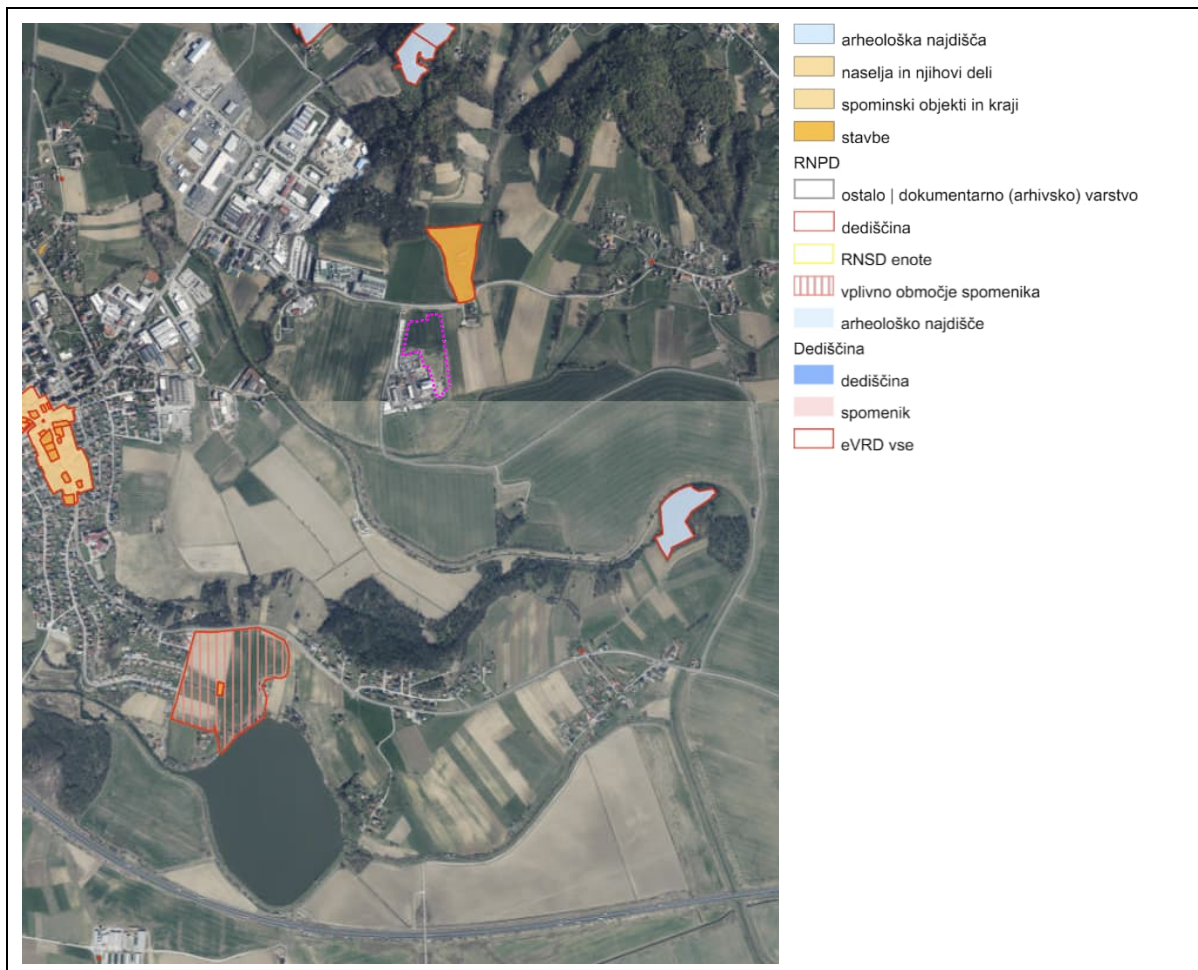 arheološka najdišča
naselja in njihovi deli
spominski objekti in kraji
stavbe
RNPD
ostalo | dokumentarno (arhivsko) varstvo
dediščina
RNSD enote
vplivno območje spomenika
arheološko najdišče
Dediščina
dediščina
spomenik
eVRD vse